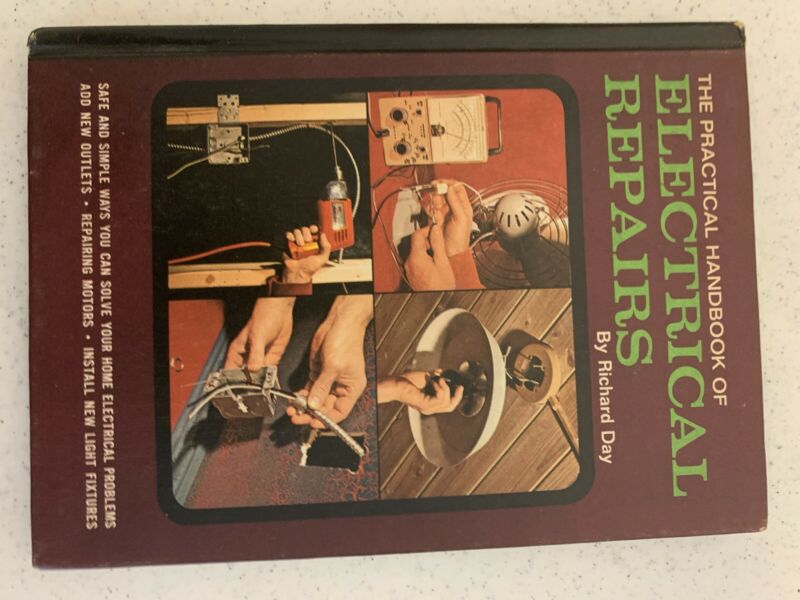 THE PRACTICAL HANDBOOK OF
ELECTRICAL
REPAIRS
By Richard Day
SAFE AND SIMPLE WAYS YOU CAN SOLVE YOUR HOME ELECTRICAL PROBLEMS
ADD NEW OUTLETS • REPAIRING MOTORS • INSTALL NEW LIGHT FIXTURES